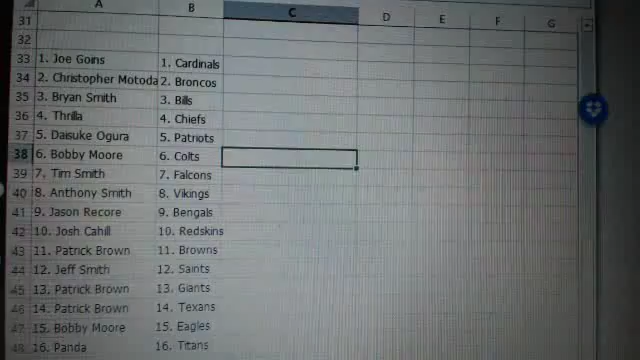 A B C D E F G
31
32
33 1. Joe Goins 1. Cardinals
34 2. Christopher Motoda 2. Broncos
35 3. Bryan Smith 3. Bills
36 4. Thrilla 4. Chiefs
37 5. Daisuke Ogura 5. Patriots
38 6. Bobby Moore 6. Colts
39 7. Tim Smith 7. Falcons
40 8. Anthony Smith 8. Vikings
41 9. Jason Recore 9. Bengals
42 10. Josh Cahill 10. Redskins
43 11. Patrick Brown 11. Browns
44 12. Jeff Smith 12. Saints
45 13. Patrick Brown 13. Giants
46 14. Patrick Brown 14. Texans
47 15. Bobby Moore 15. Eagles
48 16. Panda 16. Titans